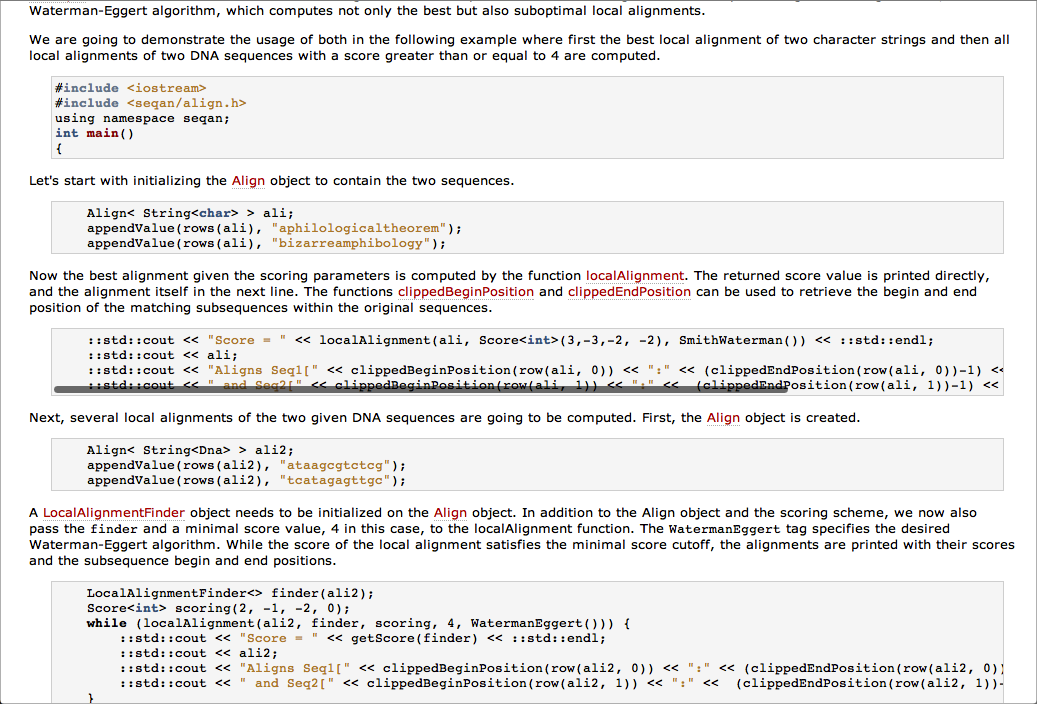 Waterman-Eggert algorithm, which computes not only the best but also suboptimal local alignments.
We are going to demonstrate the usage of both in the following example where first the best local alignment of two character strings and then all
local alignments of two DNA sequences with a score greater than or equal to 4 are computed.
#include <iostream>
#include <seqan/align.h>
using namespace seqan;
int main()
{
Let's start with initializing the Align object to contain the two sequences.
    Align< String<char> > ali;
    appendValue(rows(ali), "aphilologicaltheorem");
    appendValue(rows(ali), "bizarreamphibology");
Now the best alignment given the scoring parameters is computed by the function localAlignment. The returned score value is printed directly,
and the alignment itself in the next line. The functions clippedBeginPosition and clippedEndPosition can be used to retrieve the begin and end
position of the matching subsequences within the original sequences.
    ::std::cout << "Score = " << localAlignment(ali, Score<int>(3,-3,-2, -2), SmithWaterman()) << ::std::endl;
    ::std::cout << ali;
    ::std::cout << "Aligns Seq1[" << clippedBeginPosition(row(ali, 0)) << ":" << (clippedEndPosition(row(ali, 0))-1) <<
    ::std::cout << " and Seq2[" << clippedBeginPosition(row(ali, 1)) << ":" <<  (clippedEndPosition(row(ali, 1))-1) <<
Next, several local alignments of the two given DNA sequences are going to be computed. First, the Align object is created.
    Align< String<Dna> > ali2;
    appendValue(rows(ali2), "ataagcgtctcg");
    appendValue(rows(ali2), "tcatagagttgc");
A LocalAlignmentFinder object needs to be initialized on the Align object. In addition to the Align object and the scoring scheme, we now also
pass the finder and a minimal score value, 4 in this case, to the localAlignment function. The WatermanEggert tag specifies the desired
Waterman-Eggert algorithm. While the score of the local alignment satisfies the minimal score cutoff, the alignments are printed with their scores
and the subsequence begin and end positions.
    LocalAlignmentFinder<> finder(ali2);
    Score<int> scoring(2, -1, -2, 0);
    while (localAlignment(ali2, finder, scoring, 4, WatermanEggert())) {
        ::std::cout << "Score = " << getScore(finder) << ::std::endl;
        ::std::cout << ali2;
        ::std::cout << "Aligns Seq1[" << clippedBeginPosition(row(ali2, 0)) << ":" << (clippedEndPosition(row(ali2, 0))
        ::std::cout << " and Seq2[" << clippedBeginPosition(row(ali2, 1)) << ":" <<  (clippedEndPosition(row(ali2, 1))-
    }